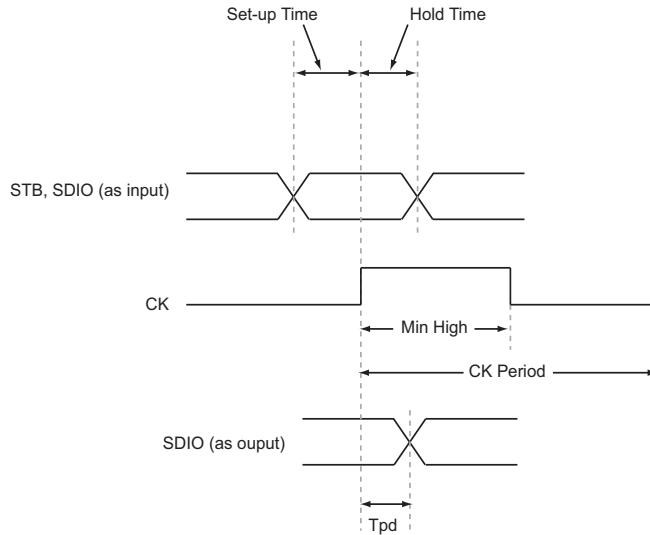 Set-up Time
Hold Time
STB, SDIO (as input)
CK
Min High
CK Period
SDIO (as ouput)
Tpd